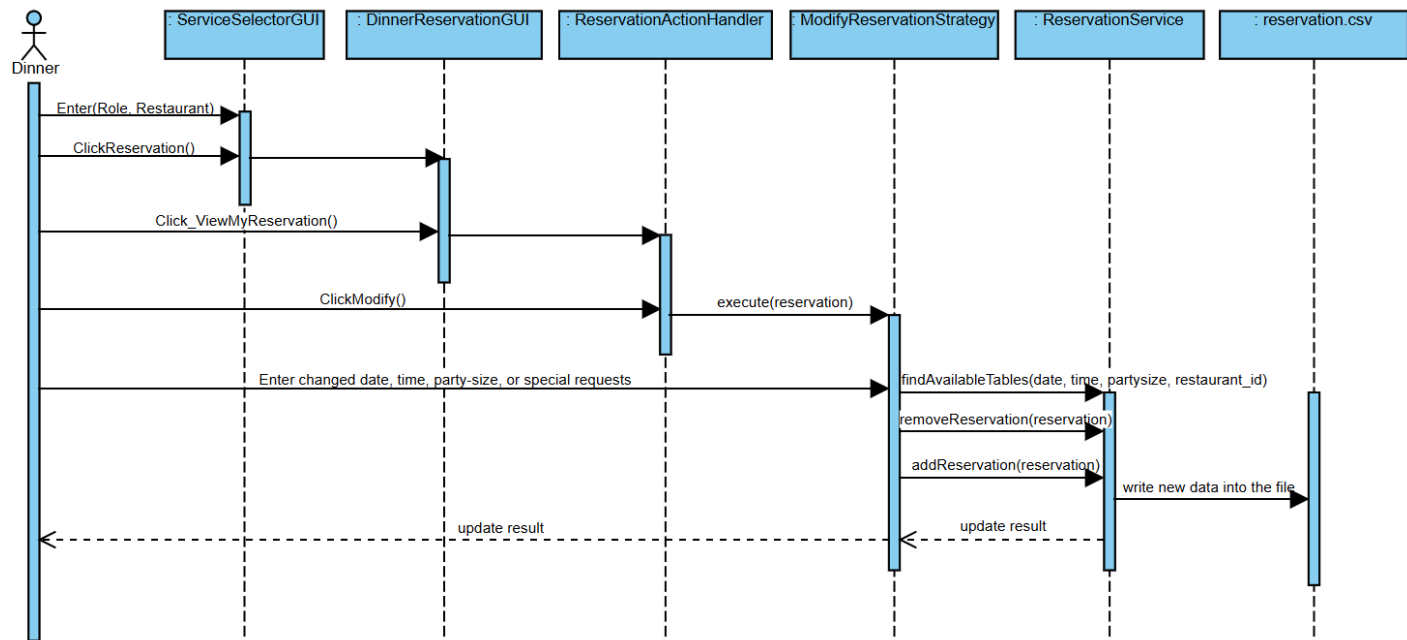 : ServiceSelectorGUI
: DinnerReservationGUI
: ReservationActionHandler
: ModifyReservationStrategy
: ReservationService
: reservation.csv
Dinner
Enter(Role, Restaurant)
ClickReservation()
Click_ViewMyReservation()
ClickModify()
execute(reservation)
Enter changed date, time, party-size, or special requests
findAvailableTables(date, time, partysize, restaurant_id)
removeReservation(reservation)
addReservation(reservation)
write new data into the file
update result
update result